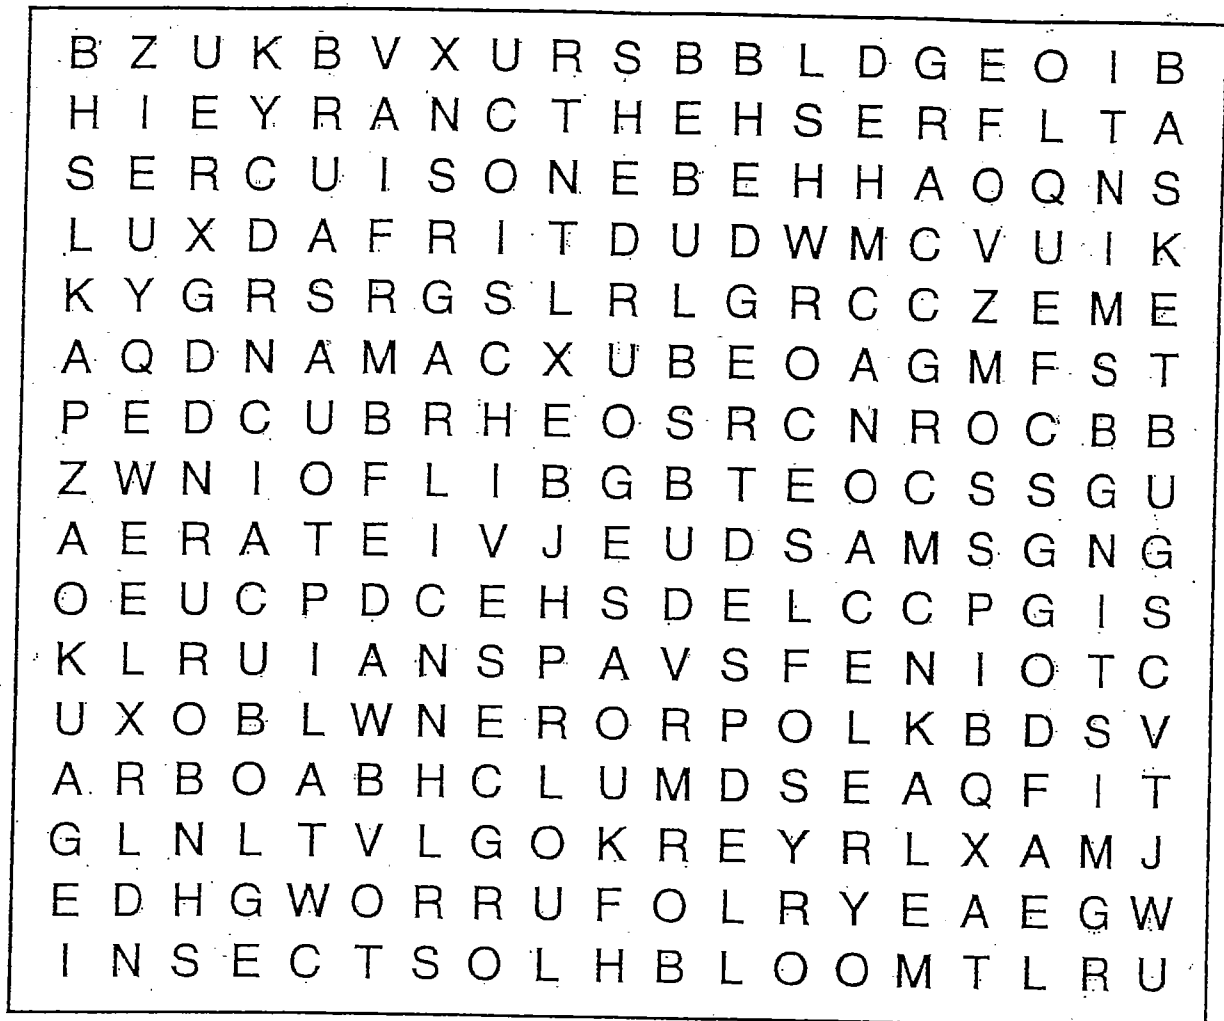 B Z U K B V X U R S B B L D G E O I B
H I E Y R A N C T H E H S E R F L T A
S E R C U I S O N E B E H H A O Q N S
L U X D A F R I T D U D W M C V U I K
K Y G R S R G S L R L G R C C Z E M E
A Q D N A M A C X U B E O A G M F S T
P E D C U B R H E O S R C N R O C B B
Z W N I O F L I B G B T E O C S S G U
A E R A T E I V J E U D S A M S G N G
O E U C P D C E H S D E L C C P G I S
K L R U I A N S P A V S F E N I O T C
U X O B L W N E R O R P O L K B D S V
A R B O A B H C L U M D S E A Q F I T
G L N L T V L G O K R E Y R L X A M J
E D H G W O R R U F O L R Y E A E G W
I N S E C T S O L H B L O O M T L R U